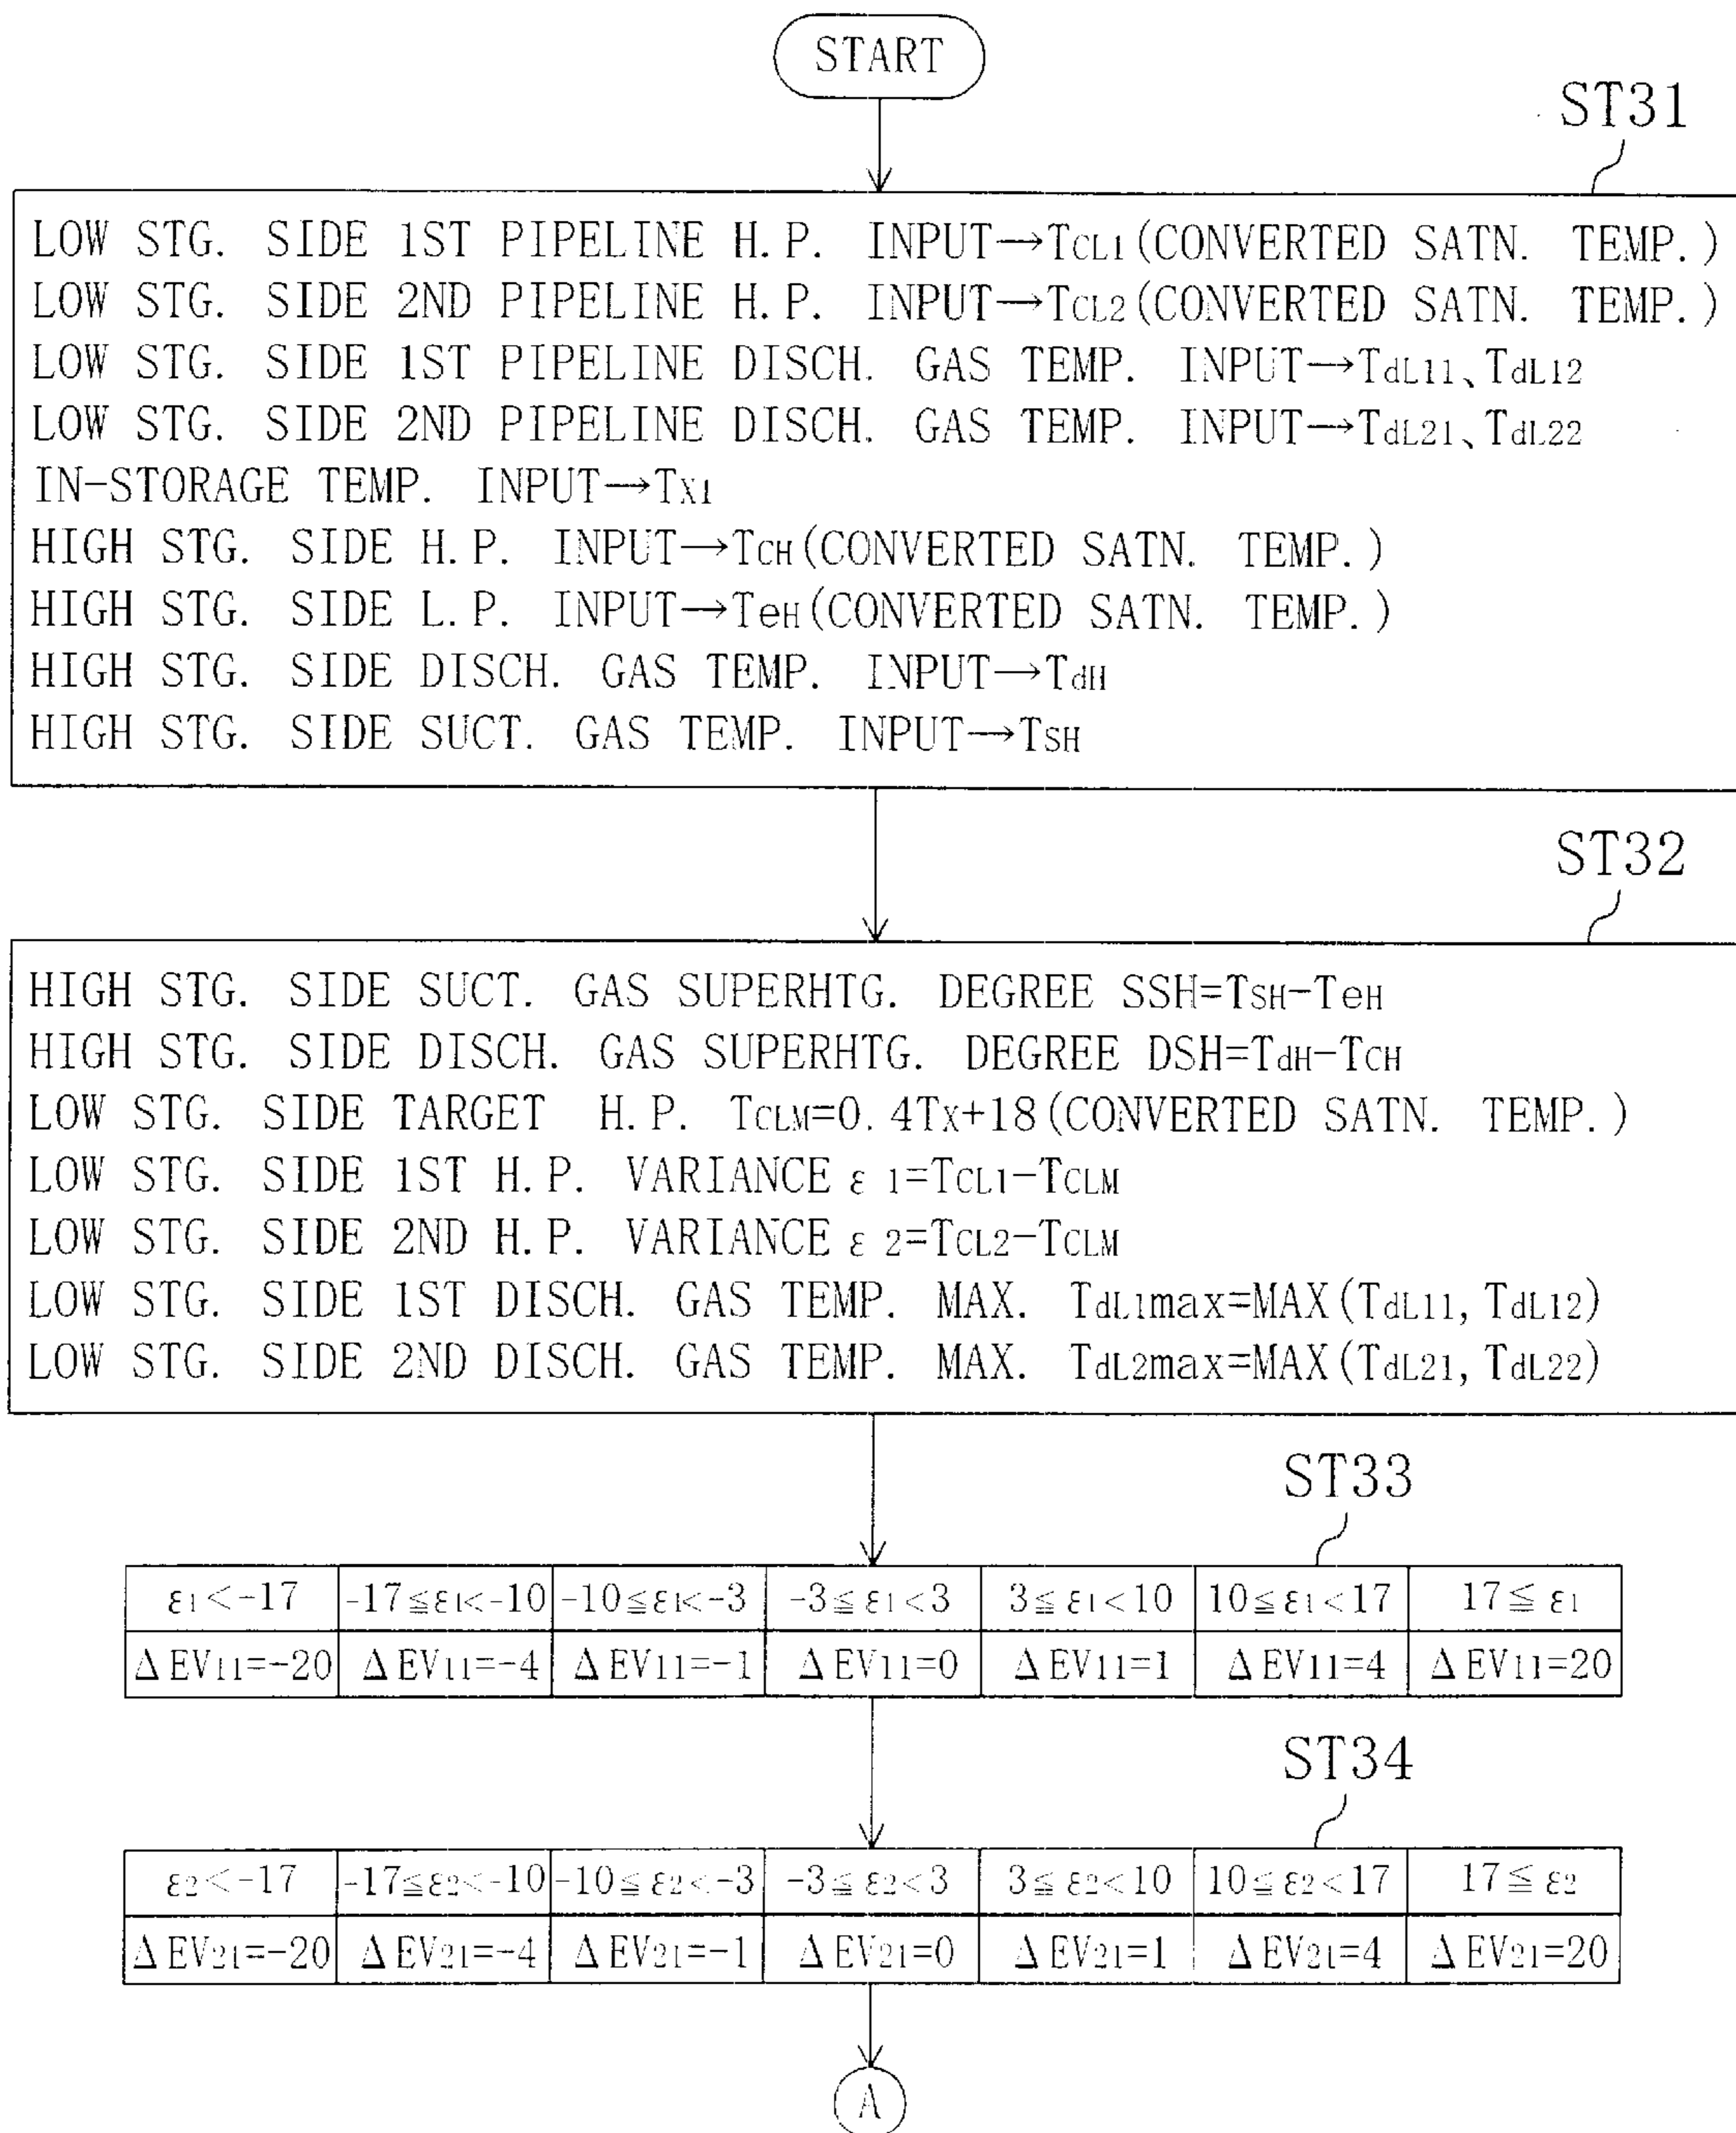 START
ST31
LOW STG. SIDE 1ST PIPELINE H.P. INPUT→TCL1(CONVERTED SATN. TEMP.)
LOW STG. SIDE 2ND PIPELINE H.P. INPUT→TCL2(CONVERTED SATN. TEMP.)
LOW STG. SIDE 1ST PIPELINE DISCH. GAS TEMP. INPUT→TdL11、TdL12
LOW STG. SIDE 2ND PIPELINE DISCH. GAS TEMP. INPUT→TdL21、TdL22
IN-STORAGE TEMP. INPUT→TX1
HIGH STG. SIDE H.P. INPUT→TCH(CONVERTED SATN. TEMP.)
HIGH STG. SIDE L.P. INPUT→TeH(CONVERTED SATN. TEMP.)
HIGH STG. SIDE DISCH. GAS TEMP. INPUT→TdH
HIGH STG. SIDE SUCT. GAS TEMP. INPUT→TSH
ST32
HIGH STG. SIDE SUCT. GAS SUPERHTG. DEGREE SSH=TSH-TeH
HIGH STG. SIDE DISCH. GAS SUPERHTG. DEGREE DSH=TdH-TCH
LOW STG. SIDE TARGET H.P. TCLM=0.4TX+18(CONVERTED SATN. TEMP.)
LOW STG. SIDE 1ST H.P. VARIANCE ε1=TCL1-TCLM
LOW STG. SIDE 2ND H.P. VARIANCE ε2=TCL2-TCLM
LOW STG. SIDE 1ST DISCH. GAS TEMP. MAX. TdL1max=MAX(TdL11,TdL12)
LOW STG. SIDE 2ND DISCH. GAS TEMP. MAX. TdL2max=MAX(TdL21,TdL22)
ST33
ε1<-17 -17≦ε1<-10 -10≦ε1<-3 -3≦ε1<3 3≦ε1<10 10≦ε1<17 17≦ε1
ΔEV11=-20 ΔEV11=-4 ΔEV11=-1 ΔEV11=0 ΔEV11=1 ΔEV11=4 ΔEV11=20
ST34
ε2<-17 -17≦ε2<-10 -10≦ε2<-3 -3≦ε2<3 3≦ε2<10 10≦ε2<17 17≦ε2
ΔEV21=-20 ΔEV21=-4 ΔEV21=-1 ΔEV21=0 ΔEV21=1 ΔEV21=4 ΔEV21=20
A